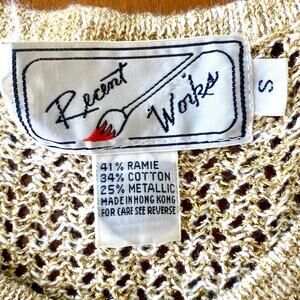 Recent
Works
S
41% RAMIE
34% COTTON
25% METALLIC
MADE IN HONG KONG
FOR CARE SEE REVERSE